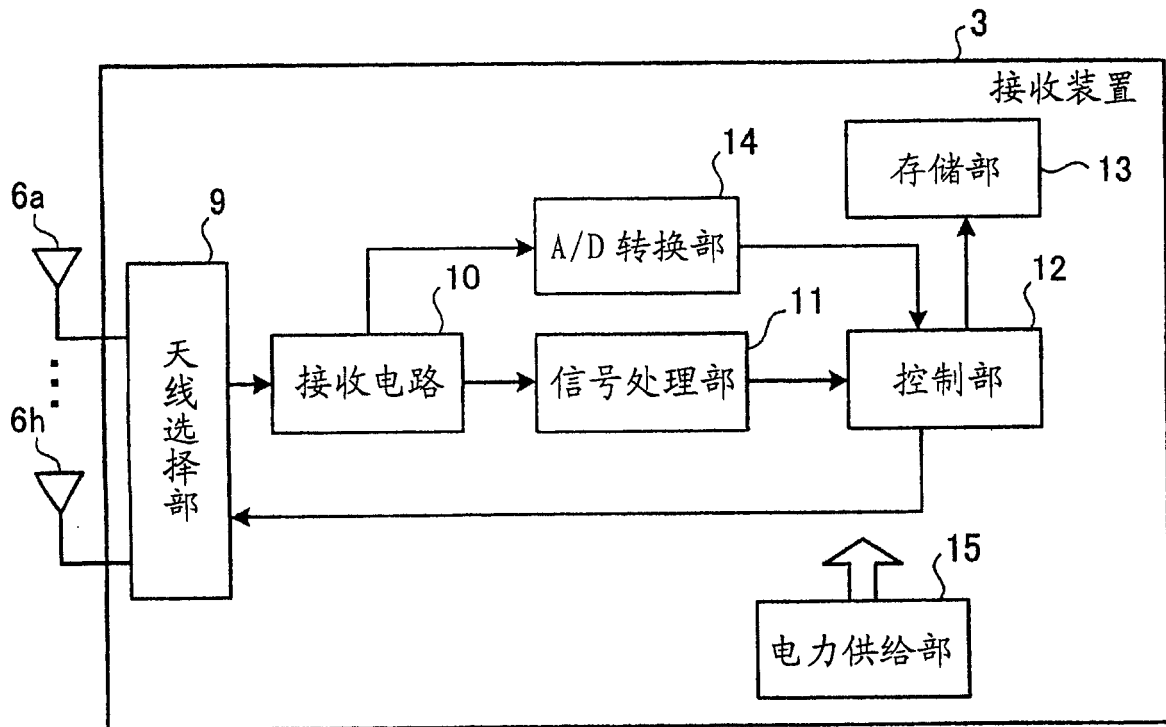 3
接收装置
14
存储部
13
6a
9
A/D 转换部
10
11
12
天线选择部
接收电路
信号处理部
控制部
6h
15
电力供给部